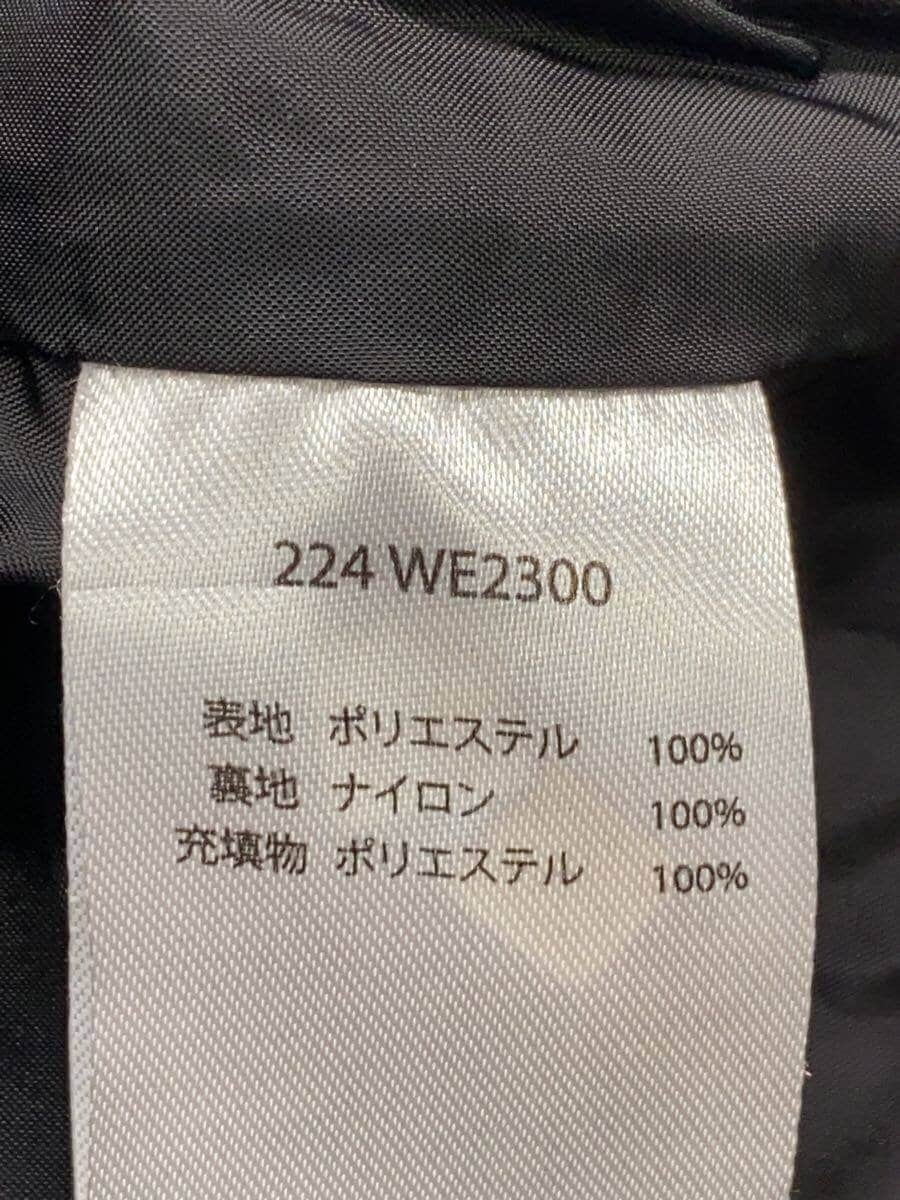 224 WE2300
表地 ポリエステル 100%
裏地 ナイロン 100%
充填物 ポリエステル 100%